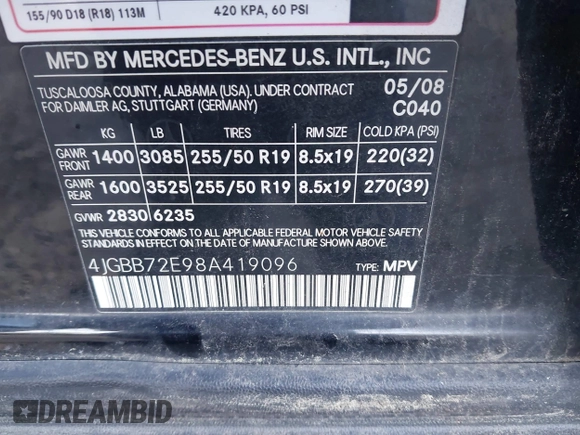 155/90 D18 (R18) 113M 420 KPA, 60 PSI
MFD BY MERCEDES-BENZ U.S. INTL., INC
TUSCALOOSA COUNTY, ALABAMA (USA). UNDER CONTRACT 05/08
FOR DAIMLER AG, STUTTGART (GERMANY) C040
KG LB TIRES RIM SIZE COLD KPA (PSI)
GAWR FRONT 1400 3085 255/50 R19 8.5x19 220(32)
GAWR REAR 1600 3525 255/50 R19 8.5x19 270(39)
GVWR 2830 6235
THIS VEHICLE CONFORMS TO ALL APPLICABLE FEDERAL MOTOR VEHICLE SAFETY
STANDARDS IN EFFECT ON THE DATE OF MANUFACTURE SHOWN ABOVE.
4JGBB72E98A419096 TYPE: MPV
DREAMBID